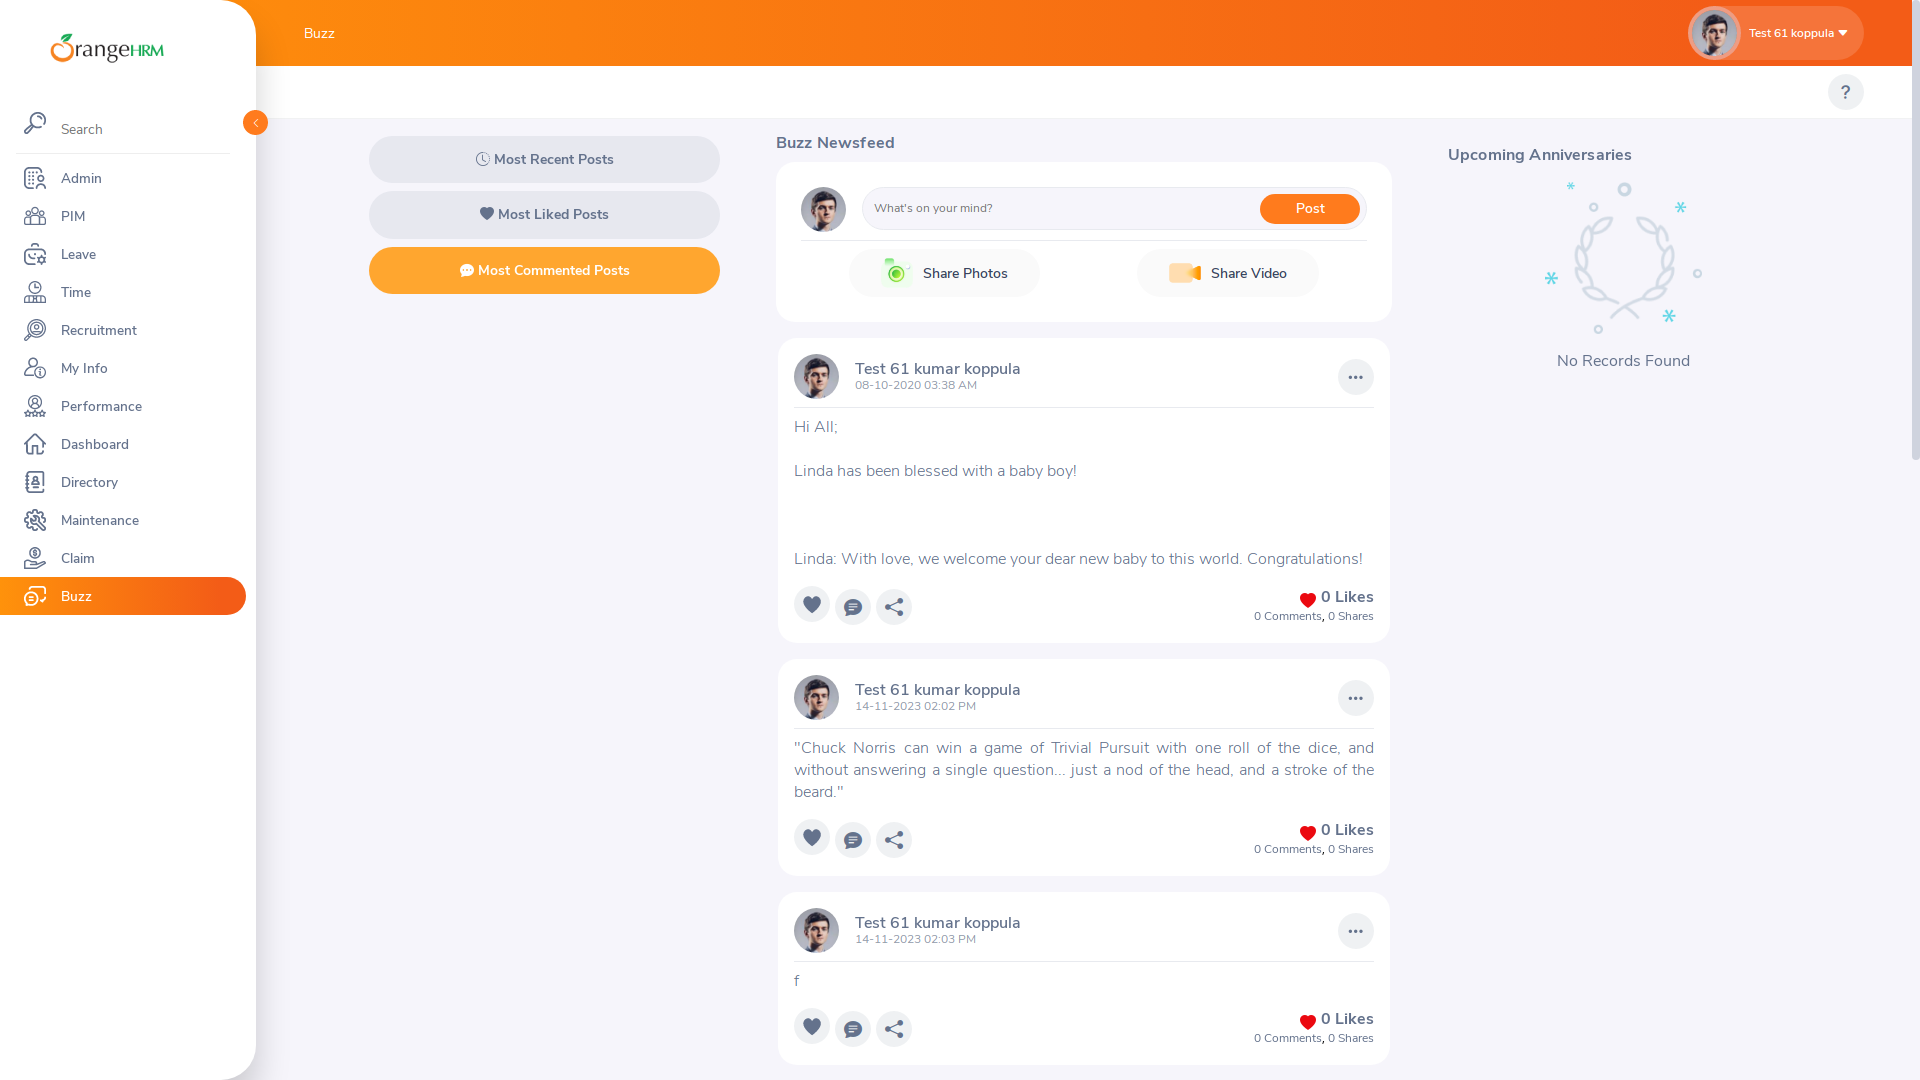 OrangeHRM
Buzz
Test 61 koppula
?
Search
Admin
PIM
Leave
Time
Recruitment
My Info
Performance
Dashboard
Directory
Maintenance
Claim
Buzz
Most Recent Posts
Most Liked Posts
Most Commented Posts
Buzz Newsfeed
What's on your mind?
Post
Share Photos
Share Video
Test 61 kumar koppula
08-10-2020 03:38 AM
Hi All;
Linda has been blessed with a baby boy!
Linda: With love, we welcome your dear new baby to this world. Congratulations!
0 Likes
0 Comments, 0 Shares
Test 61 kumar koppula
14-11-2023 02:02 PM
"Chuck Norris can win a game of Trivial Pursuit with one roll of the dice, and
without answering a single question... just a nod of the head, and a stroke of the
beard."
0 Likes
0 Comments, 0 Shares
Test 61 kumar koppula
14-11-2023 02:03 PM
f
0 Likes
0 Comments, 0 Shares
Upcoming Anniversaries
No Records Found